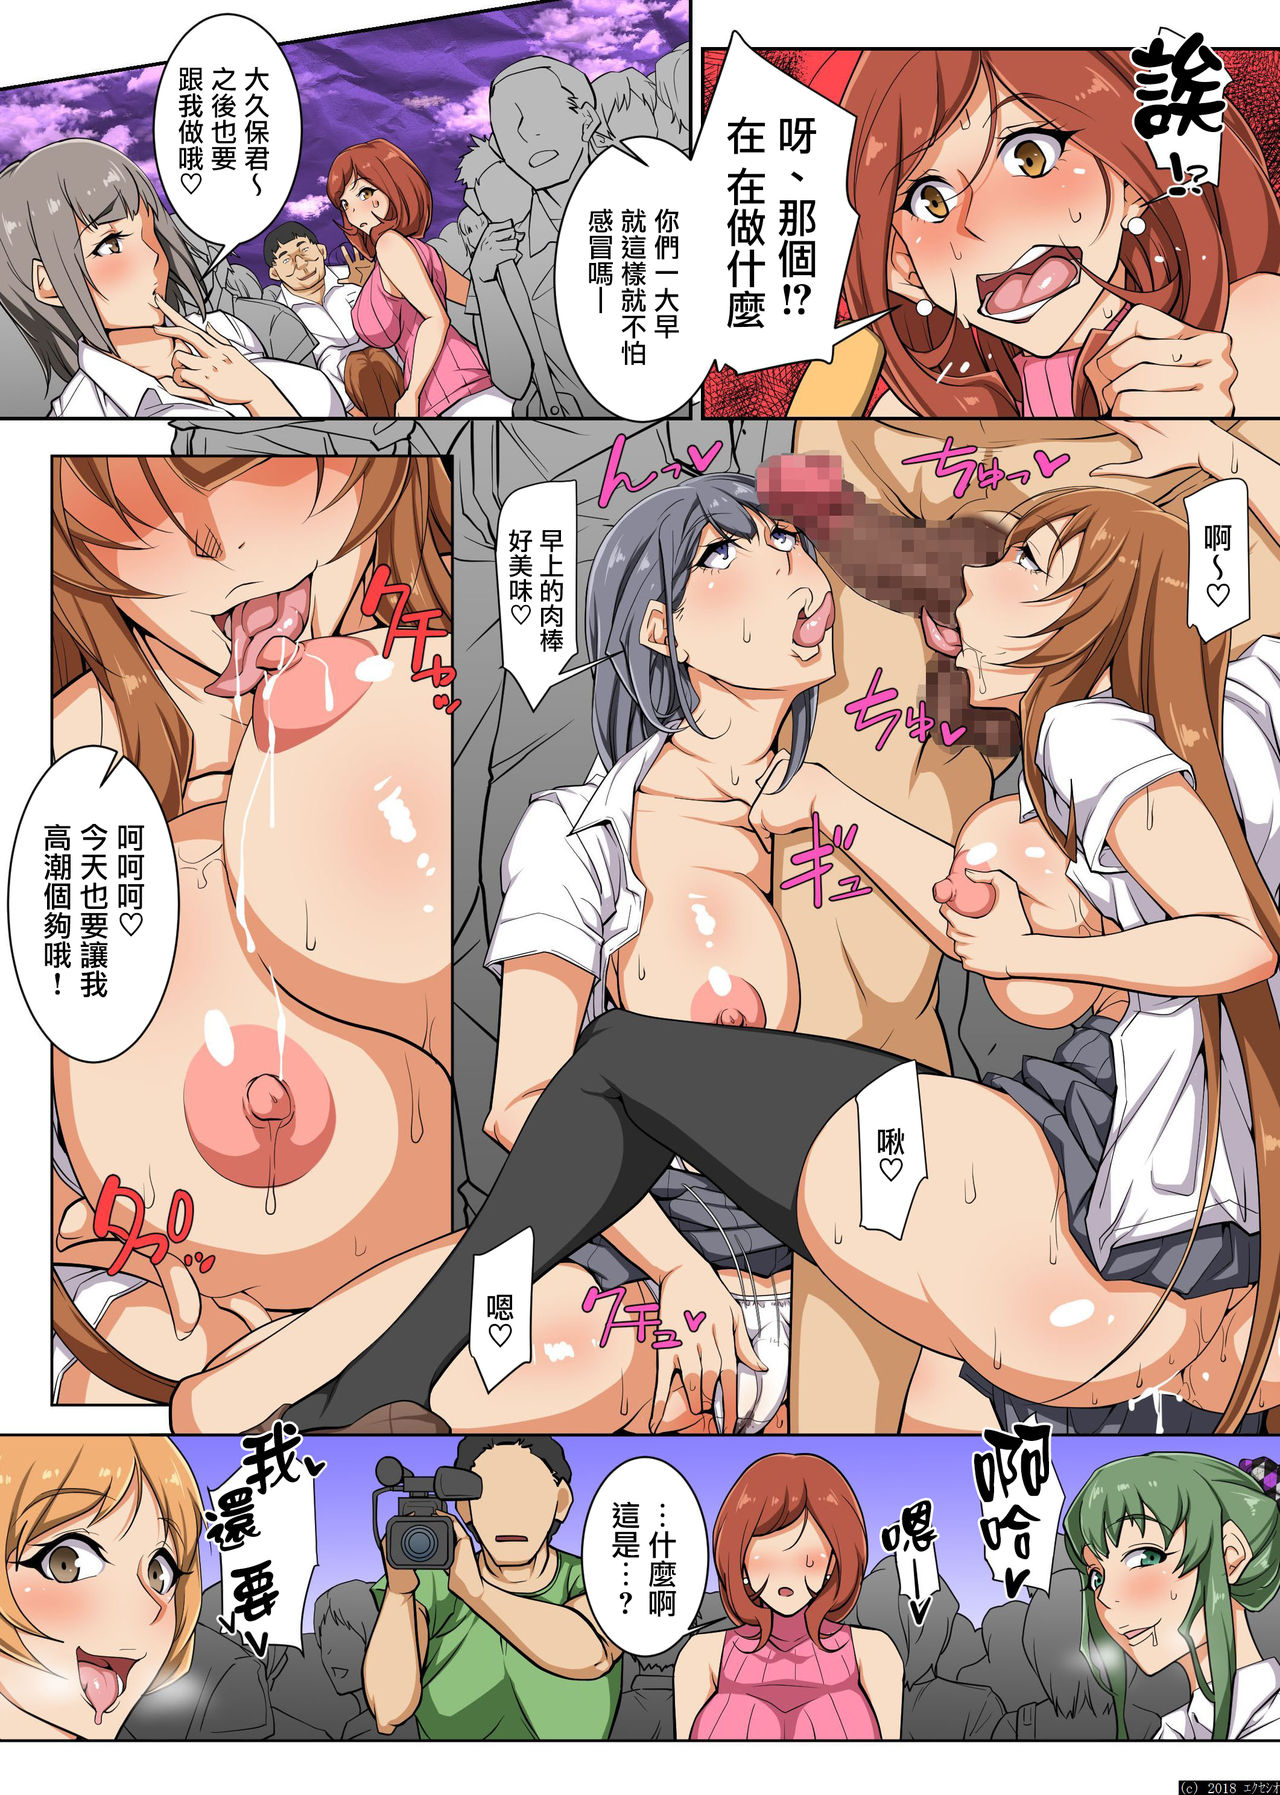 誒
!?
呀、那個!?
在 在做什麼
你們一大早
就這樣就不怕
感冒嗎ー
大久保君～
之後也要
跟我做哦♡
んっ♥
ちゅっ♥
啊～♡
早上的肉棒
好美味♡
ちゅ♥
ギュ
クチャッ
呵呵呵♡
今天也要讓我
高潮個夠哦！
啾♡
嗯♡
クチュ♥
啊哈♥
嗯ー♥
…什麼啊
這是…？
我♥
還要♥
(c) 2018 エクセシオ